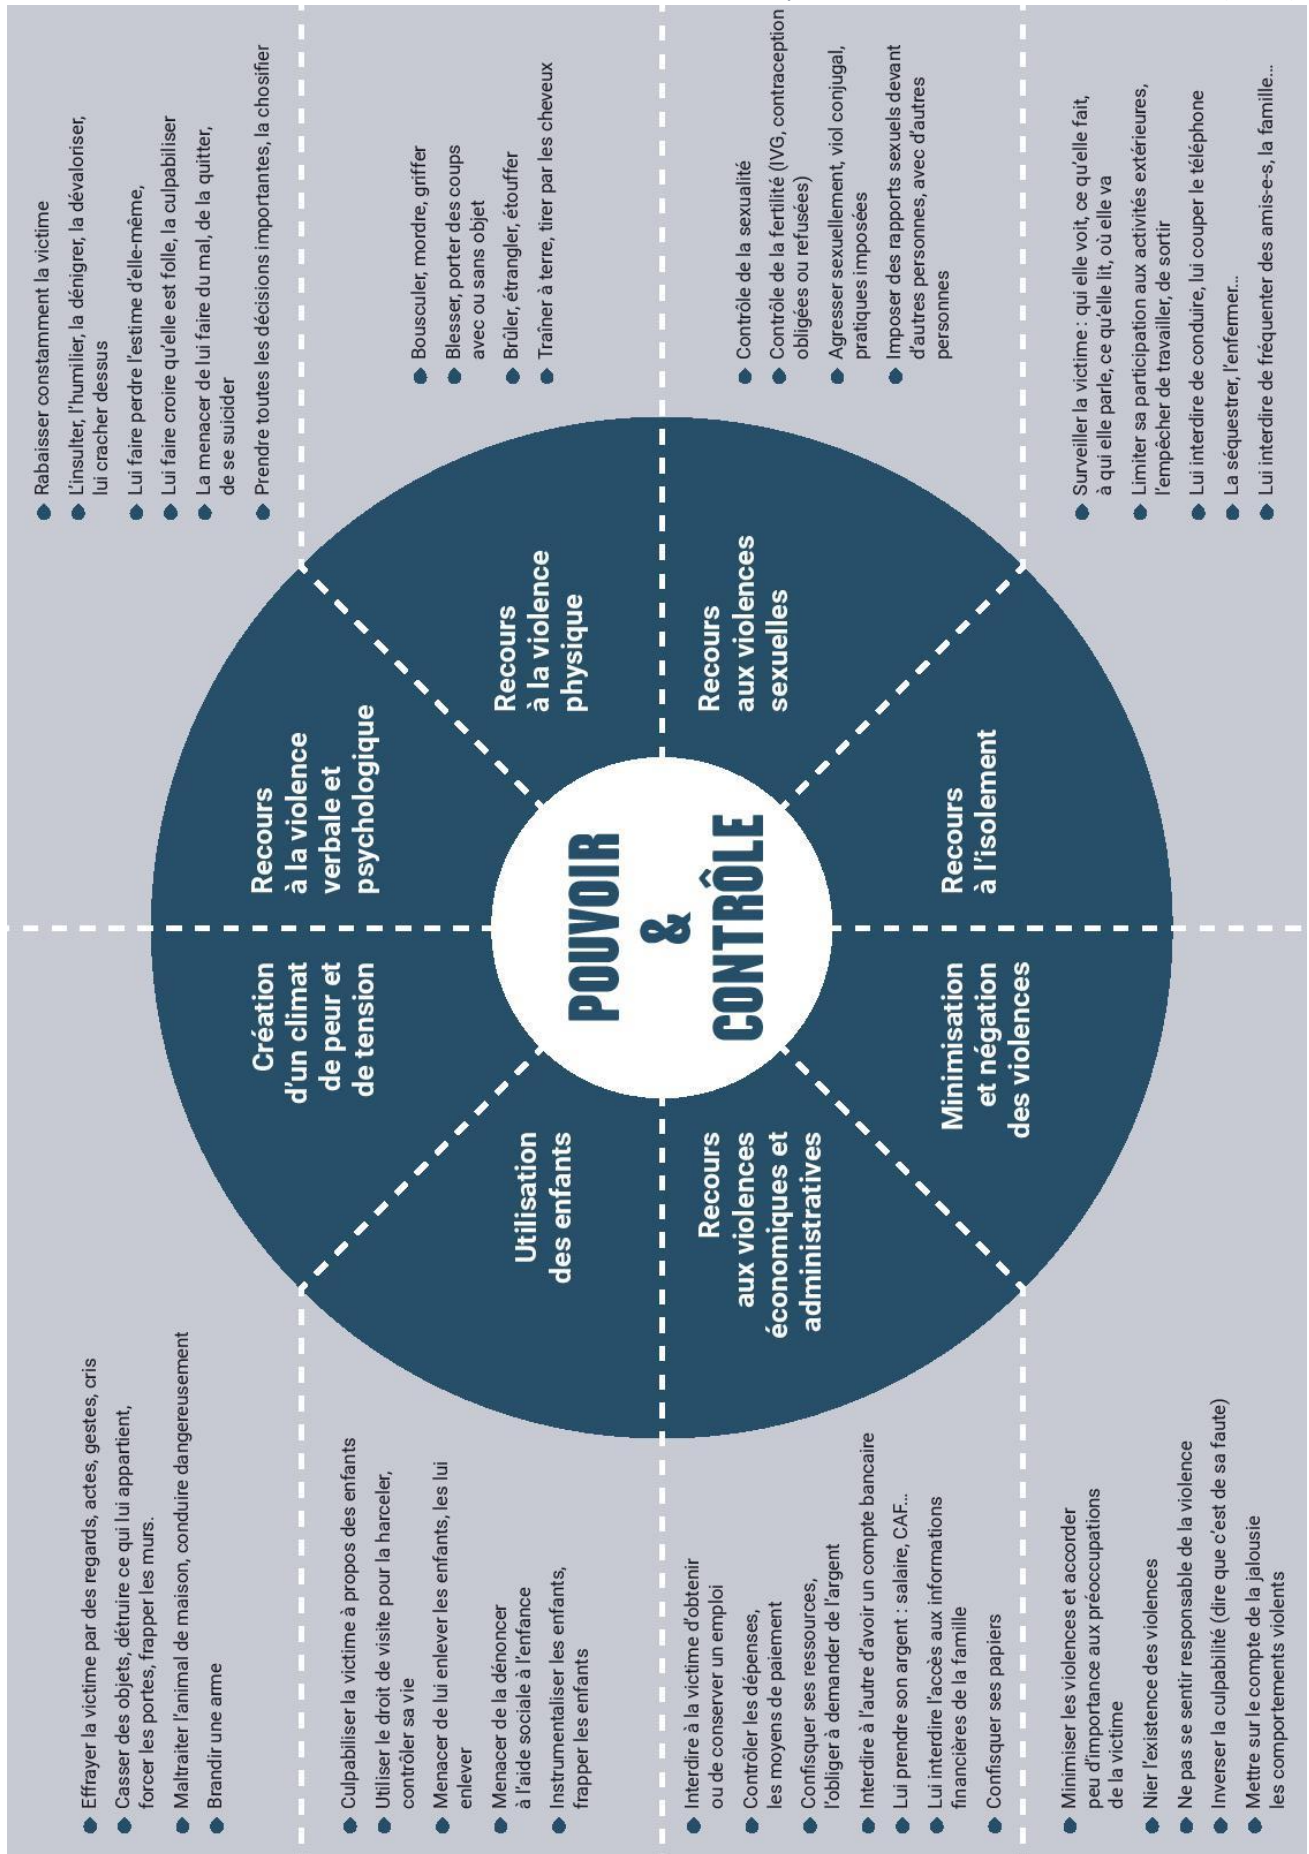 Effrayer la victime par des regards, actes, gestes, cris
Casser des objets, détruire ce qui lui appartient,
forcer les portes, frapper les murs.
Maltraiter l'animal de maison, conduire dangereusement
Brandir une arme
Création
d'un climat
de peur et
de tension
Recours
à la violence
verbale et
psychologique
Rabaisser constamment la victime
L'insulter, l'humilier, la dénigrer, la dévaloriser,
lui cracher dessus
Lui faire perdre l'estime d'elle-même,
Lui faire croire qu'elle est folle, la culpabiliser
La menacer de lui faire du mal, de la quitter,
de se suicider
Prendre toutes les décisions importantes, la chosifier
Culpabiliser la victime à propos des enfants
Utiliser le droit de visite pour la harceler,
contrôler sa vie
Menacer de lui enlever les enfants, les lui
enlever
Menacer de la dénoncer
à l'aide sociale à l'enfance
Instrumentaliser les enfants,
frapper les enfants
Utilisation
des enfants
Recours
à la violence
physique
Bousculer, mordre, griffer
Blesser, porter des coups
avec ou sans objet
Brûler, étrangler, étouffer
Traîner à terre, tirer par les cheveux
POUVOIR
&
CONTRÔLE
Interdire à la victime d'obtenir
ou de conserver un emploi
Contrôler les dépenses,
les moyens de paiement
Confisquer ses ressources,
l'obliger à demander de l'argent
Interdire à l'autre d'avoir un compte bancaire
Lui prendre son argent : salaire, CAF...
Lui interdire l'accès aux informations
financières de la famille
Confisquer ses papiers
Recours
aux violences
économiques et
administratives
Recours
aux violences
sexuelles
Contrôle de la sexualité
Contrôle de la fertilité (IVG, contraception
obligées ou refusées)
Agresser sexuellement, viol conjugal,
pratiques imposées
Imposer des rapports sexuels devant
d'autres personnes, avec d'autres
personnes
Minimiser les violences et accorder
peu d'importance aux préoccupations
de la victime
Nier l'existence des violences
Ne pas se sentir responsable de la violence
Inverser la culpabilité (dire que c'est de sa faute)
Mettre sur le compte de la jalousie
les comportements violents
Minimisation
et négation
des violences
Recours
à l'isolement
Surveiller la victime : qui elle voit, ce qu'elle fait,
à qui elle parle, ce qu'elle lit, où elle va
Limiter sa participation aux activités extérieures,
l'empêcher de travailler, de sortir
Lui interdire de conduire, lui couper le téléphone
La séquestrer, l'enfermer...
Lui interdire de fréquenter des amis-e-s, la famille...